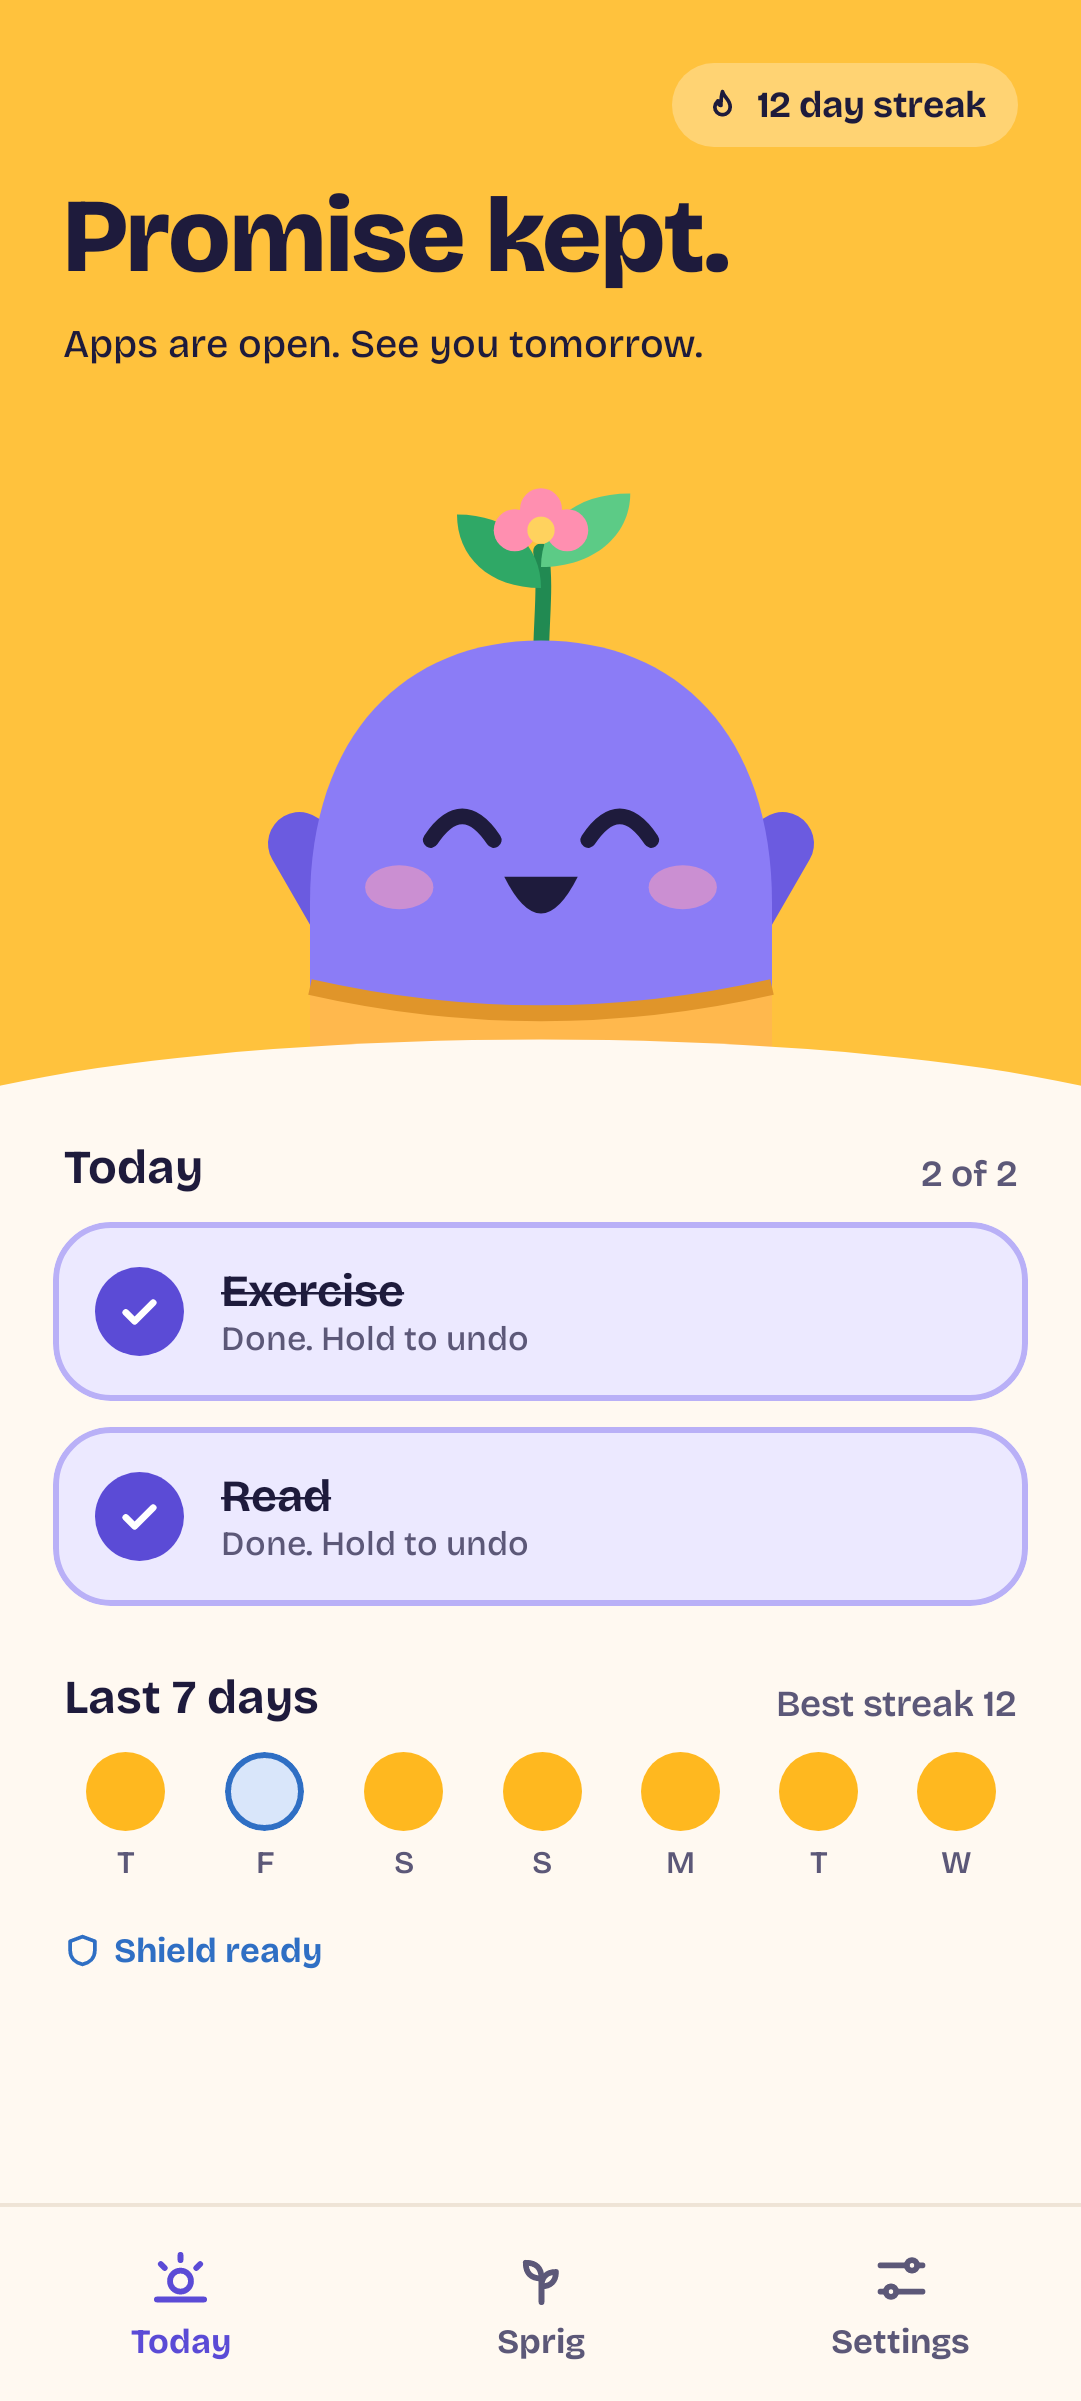 12 day streak
Promise kept.
Apps are open. See you tomorrow.
Today
2 of 2
Exercise
Done. Hold to undo
Read
Done. Hold to undo
Last 7 days
Best streak 12
T F S S M T W
Shield ready
Today Sprig Settings